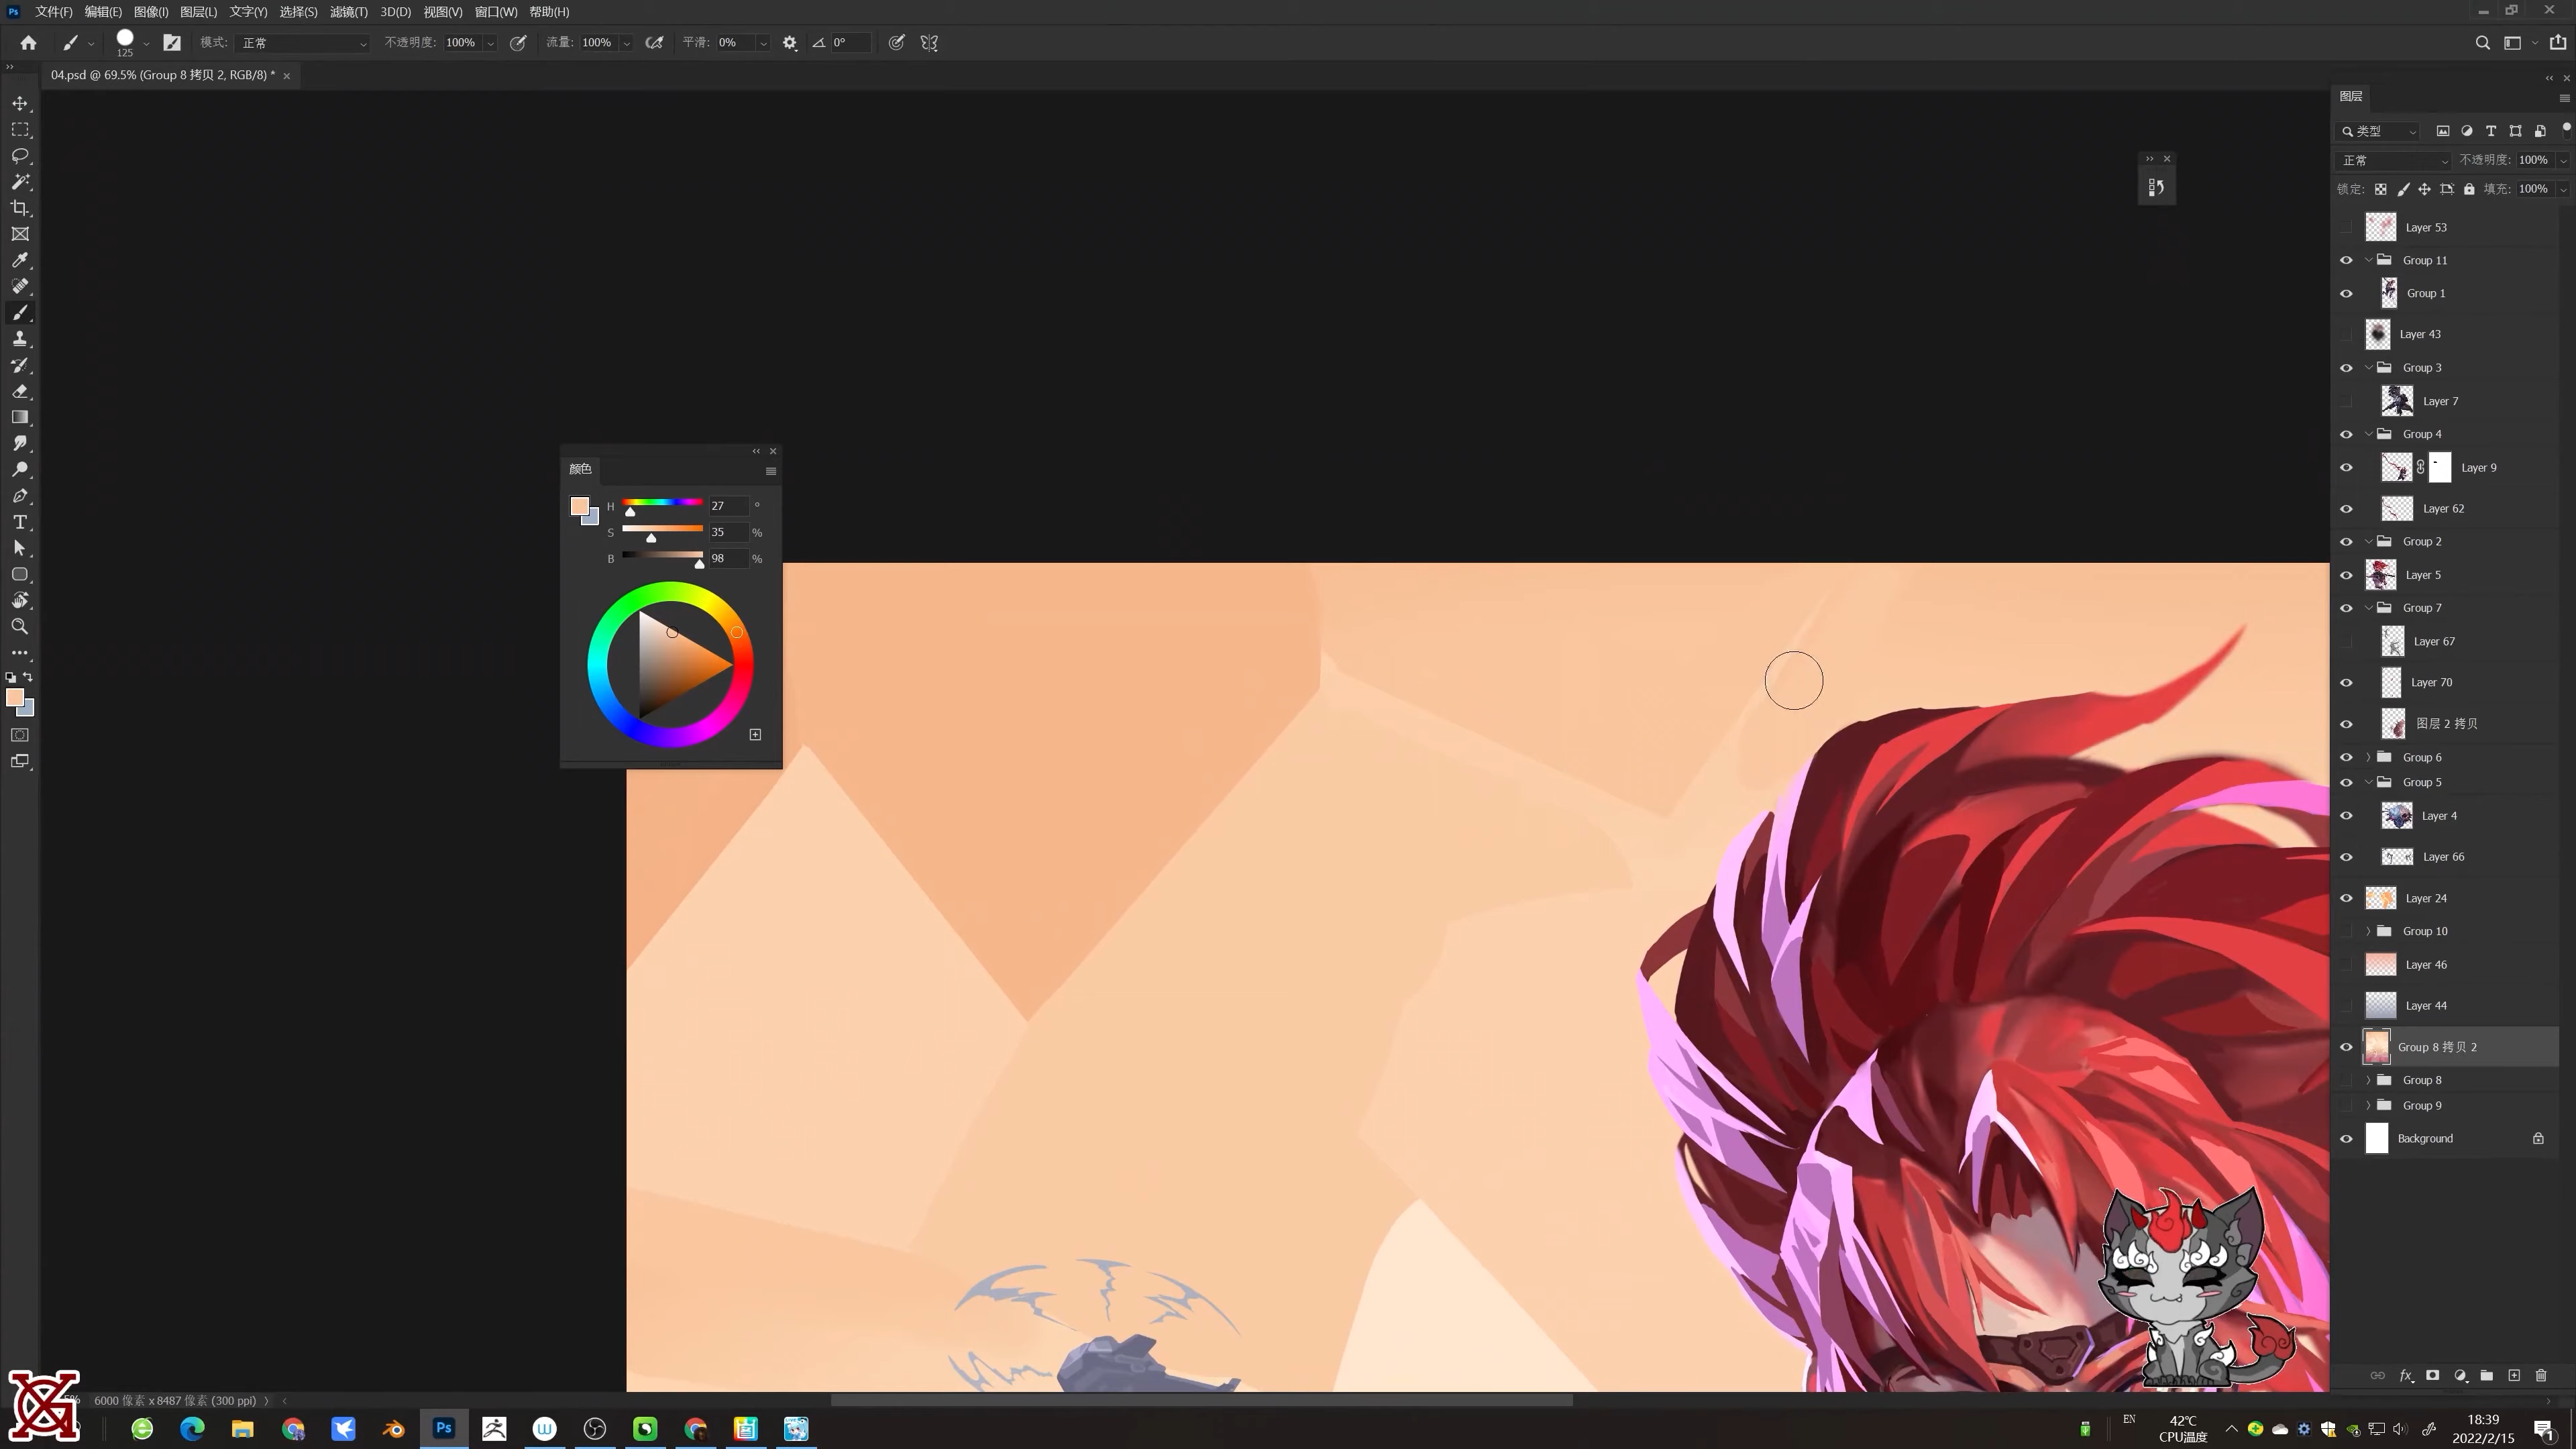 Ps 文件(F) 编辑(E) 图像(I) 图层(L) 文字(Y) 选择(S) 滤镜(T) 3D(D) 视图(V) 窗口(W) 帮助(H)
125 模式: 正常 不透明度: 100% 流量: 100% 平滑: 0% 0°
04.psd @ 69.5% (Group 8 拷贝 2, RGB/8) *
图层
类型
正常 不透明度: 100%
锁定: 填充: 100%
Layer 53
Group 11
Group 1
Layer 43
Group 3
Layer 7
Group 4
Layer 9
Layer 62
Group 2
Layer 5
Group 7
Layer 67
Layer 70
图层 2 拷贝
Group 6
Group 5
Layer 4
Layer 66
Layer 24
Group 10
Layer 46
Layer 44
Group 8 拷贝 2
Group 8
Group 9
Background
颜色
H 27 °
S 35 %
B 98 %
6000 像素 x 8487 像素 (300 ppi)
Ps
EN
42℃
CPU温度
18:39
2022/2/15
1